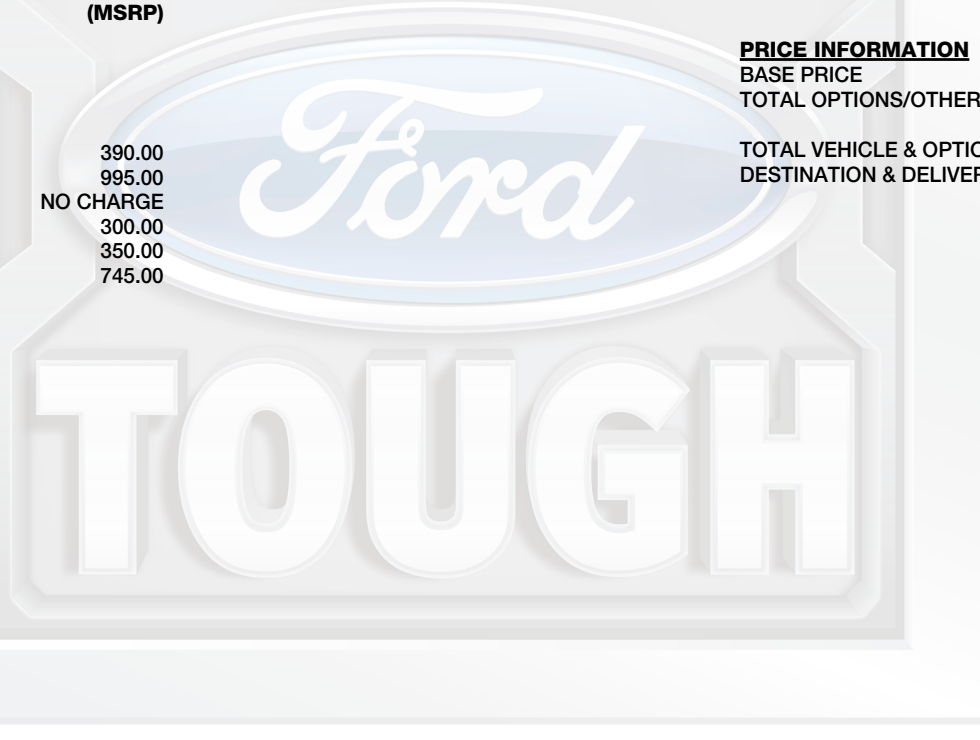 (MSRP)
390.00
995.00
NO CHARGE
300.00
350.00
745.00
PRICE INFORMATION
BASE PRICE
TOTAL OPTIONS/OTHER
TOTAL VEHICLE & OPTIO
DESTINATION & DELIVER
Ford
TOUGH